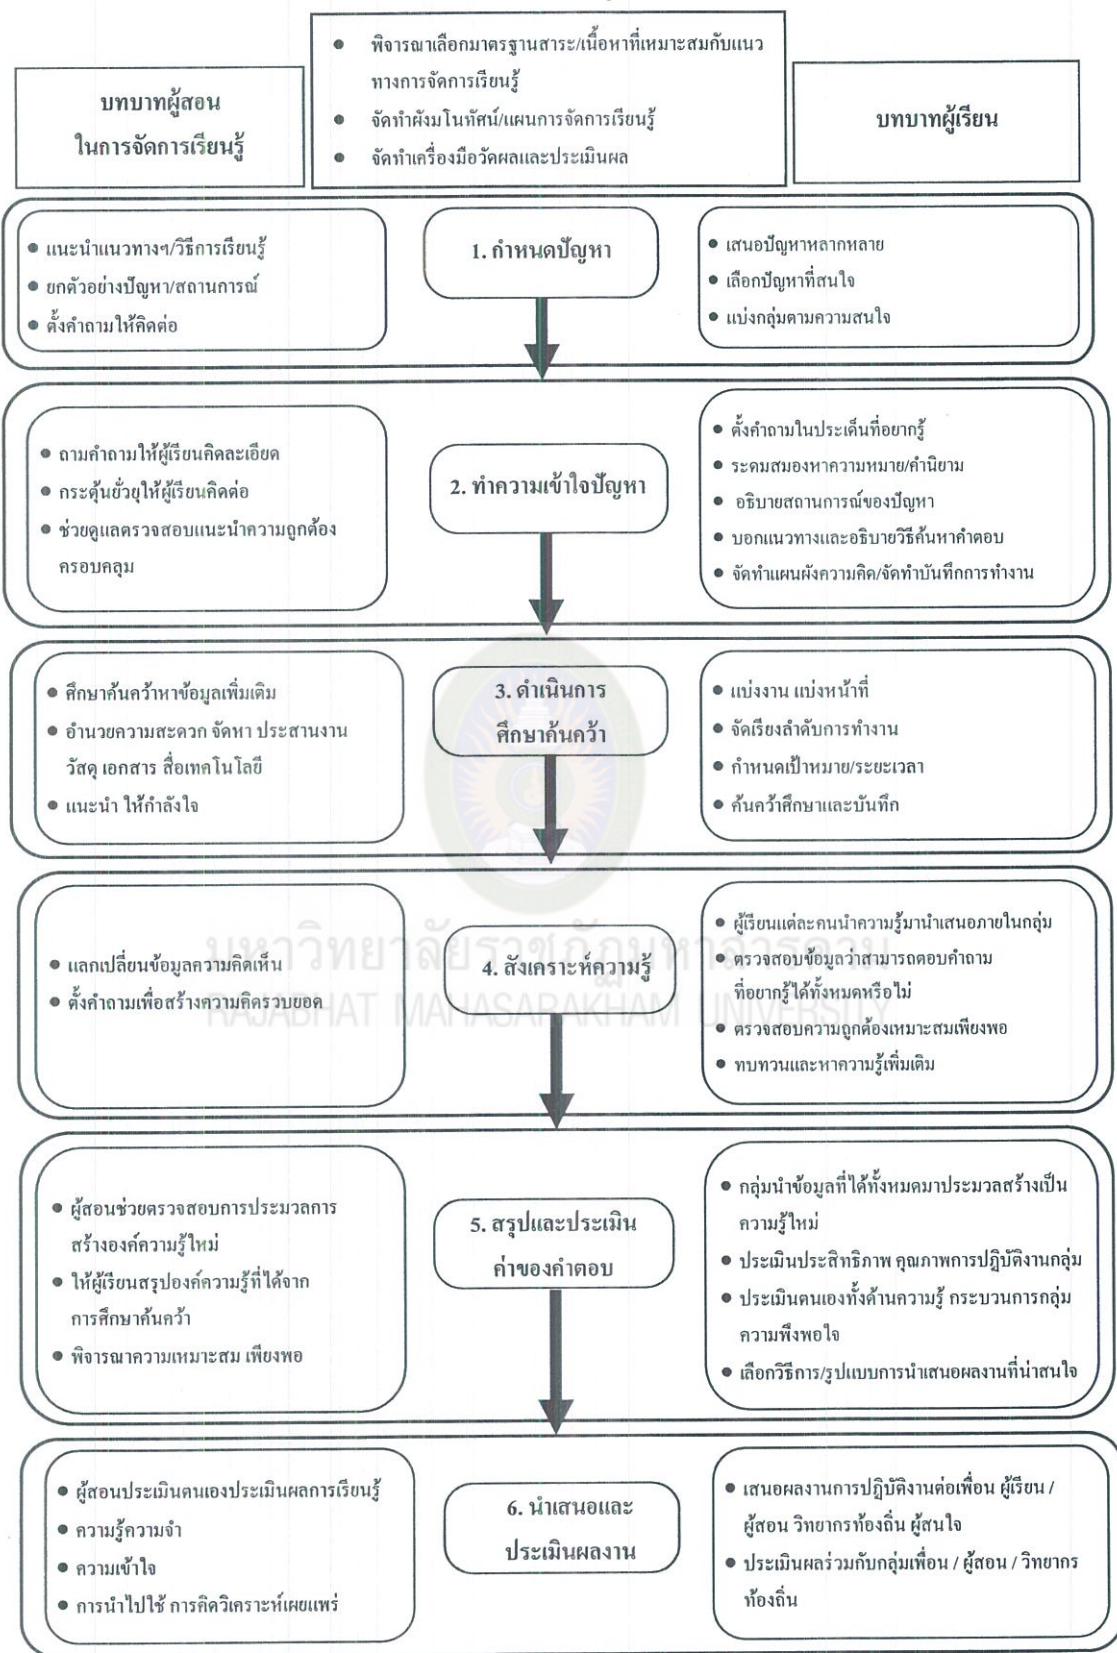 พิจารณาเลือกมาตรฐานสาระ/เนื้อหาที่เหมาะสมกับแนว
ทางการจัดการเรียนรู้
จัดทำผังมโนทัศน์/แผนการจัดการเรียนรู้
จัดทำเครื่องมือวัดผลและประเมินผล
บทบาทผู้สอน
ในการจัดการเรียนรู้
บทบาทผู้เรียน
แนะนำแนวทางฯ/วิธีการเรียนรู้
ยกตัวอย่างปัญหา/สถานการณ์
ตั้งคำถามให้คิดต่อ
1. กำหนดปัญหา
เสนอปัญหาหลากหลาย
เลือกปัญหาที่สนใจ
แบ่งกลุ่มตามความสนใจ
ถามคำถามให้ผู้เรียนคิดละเอียด
กระตุ้นยั่วยุให้ผู้เรียนคิดต่อ
ช่วยดูแลตรวจสอบแนะนำความถูกต้อง
ครอบคลุม
2. ทำความเข้าใจปัญหา
ตั้งคำถามในประเด็นที่อยากรู้
ระดมสมองหาความหมาย/คำนิยาม
อธิบายสถานการณ์ของปัญหา
บอกแนวทางและอธิบายวิธีค้นหาคำตอบ
จัดทำแผนผังความคิด/จัดทำบันทึกการทำงาน
ศึกษาค้นคว้าหาข้อมูลเพิ่มเติม
อำนวยความสะดวก จัดหา ประสานงาน
วัสดุ เอกสาร สื่อเทคโนโลยี
แนะนำ ให้กำลังใจ
3. ดำเนินการ
ศึกษาค้นคว้า
แบ่งงาน แบ่งหน้าที่
จัดเรียงลำดับการทำงาน
กำหนดเป้าหมาย/ระยะเวลา
ค้นคว้าศึกษาและบันทึก
แลกเปลี่ยนข้อมูลความคิดเห็น
ตั้งคำถามเพื่อสร้างความคิดรวบยอด
4. สังเคราะห์ความรู้
ผู้เรียนแต่ละคนนำความรู้มานำเสนอภายในกลุ่ม
ตรวจสอบข้อมูลว่าสามารถตอบคำถาม
ที่อยากรู้ได้ทั้งหมดหรือไม่
ตรวจสอบความถูกต้องเหมาะสมเพียงพอ
ทบทวนและหาความรู้เพิ่มเติม
มหาวิทยาลัยราชภัฏมหาสารคาม
RAJABHAT MAHASARAKHAM UNIVERSITY
ผู้สอนช่วยตรวจสอบการประมวลการ
สร้างองค์ความรู้ใหม่
ให้ผู้เรียนสรุปองค์ความรู้ที่ได้จาก
การศึกษาค้นคว้า
พิจารณาความเหมาะสม เพียงพอ
5. สรุปและประเมิน
ค่าของคำตอบ
กลุ่มนำข้อมูลที่ได้ทั้งหมดมาประมวลสร้างเป็น
ความรู้ใหม่
ประเมินประสิทธิภาพ คุณภาพการปฏิบัติงานกลุ่ม
ประเมินตนเองทั้งด้านความรู้ กระบวนการกลุ่ม
ความพึงพอใจ
เลือกวิธีการ/รูปแบบการนำเสนอผลงานที่น่าสนใจ
ผู้สอนประเมินตนเองประเมินผลการเรียนรู้
ความรู้ความจำ
ความเข้าใจ
การนำไปใช้ การคิดวิเคราะห์เผยแพร่
6. นำเสนอและ
ประเมินผลงาน
เสนอผลงานการปฏิบัติงานต่อเพื่อน ผู้เรียน /
ผู้สอน วิทยากรท้องถิ่น ผู้สนใจ
ประเมินผลร่วมกับกลุ่มเพื่อน / ผู้สอน / วิทยากร
ท้องถิ่น